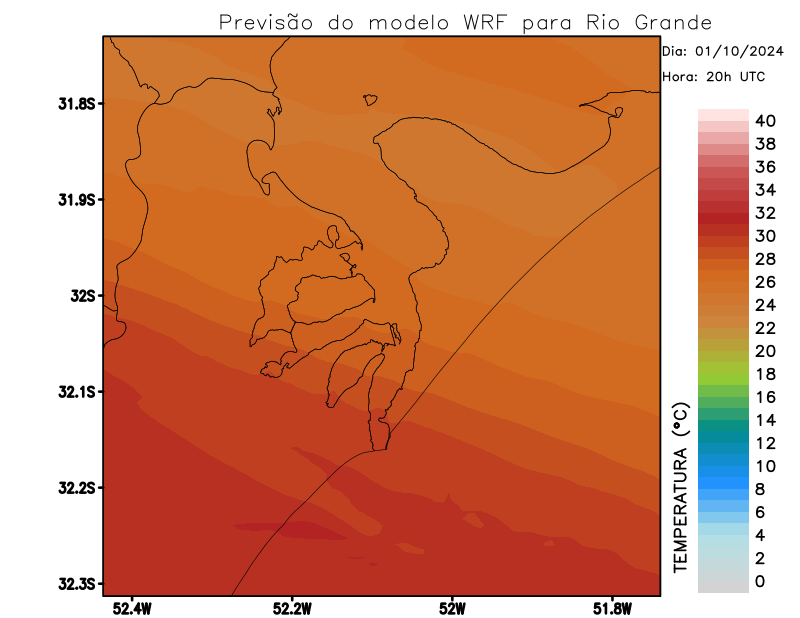 Previsão do modelo WRF para Rio Grande
Dia: 01/10/2024
Hora: 20h UTC
31.8S
31.9S
32S
32.1S
32.2S
32.3S
52.4W
52.2W
52W
51.8W
TEMPERATURA (°C)
40
38
36
34
32
30
28
26
24
22
20
18
16
14
12
10
8
6
4
2
0